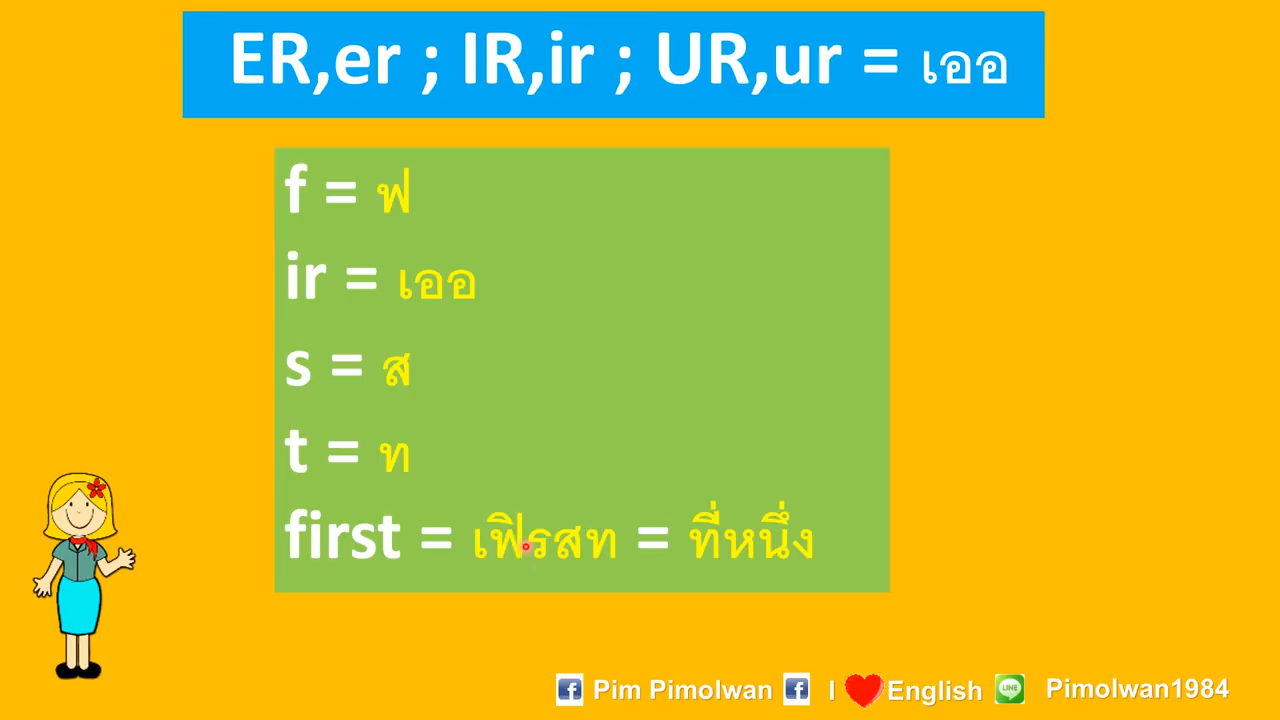 ER,er ; IR,ir ; UR,ur = เออ
f = ฟ
ir = เออ
s = ส
t = ท
first = เฟิรสท = ที่หนึ่ง
Pim Pimolwan I English LINE Pimolwan1984